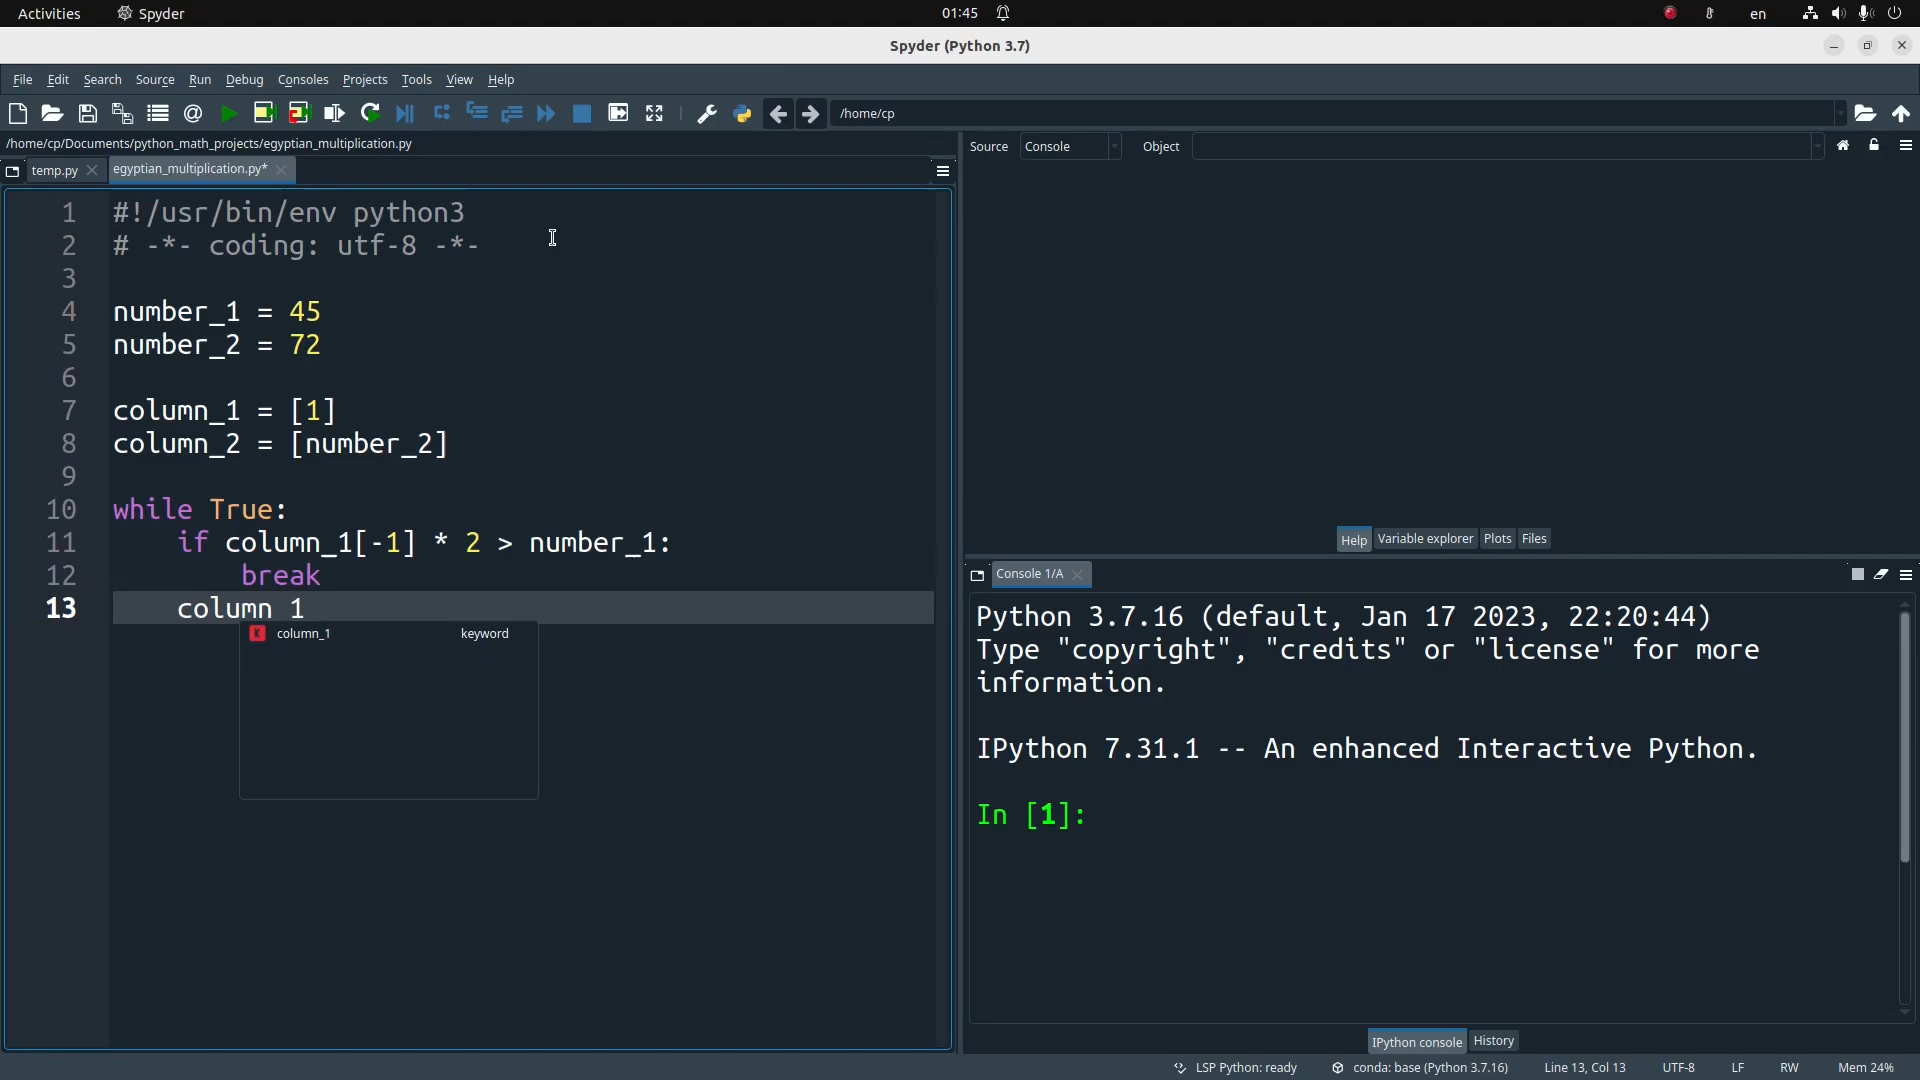 Activities Spyder 01:45 en
Spyder (Python 3.7)
File Edit Search Source Run Debug Consoles Projects Tools View Help
/home/cp
/home/cp/Documents/python_math_projects/egyptian_multiplication.py
Source Console Object
temp.py egyptian_multiplication.py*
1 #!/usr/bin/env python3
2 # -*- coding: utf-8 -*-
3
4 number_1 = 45
5 number_2 = 72
6
7 column_1 = [1]
8 column_2 = [number_2]
9
10 while True:
11 if column_1[-1] * 2 > number_1:
12 break
13 column 1
column_1 keyword
Help Variable explorer Plots Files
Console 1/A
Python 3.7.16 (default, Jan 17 2023, 22:20:44)
Type "copyright", "credits" or "license" for more
information.
IPython 7.31.1 -- An enhanced Interactive Python.
In [1]:
IPython console History
LSP Python: ready conda: base (Python 3.7.16) Line 13, Col 13 UTF-8 LF RW Mem 24%